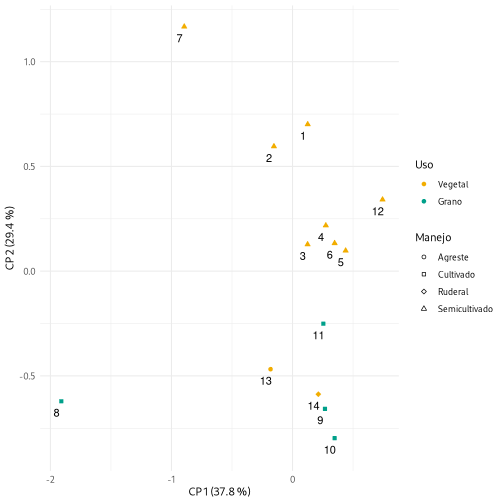 7
1.0
1
2
0.5
12
4
3
6
5
0.0
11
13
-0.5
14
8
9
10
-2
-1
0
CP1 (37.8 %)
CP2 (29.4 %)
Uso
Vegetal
Grano
Manejo
Agreste
Cultivado
Ruderal
Semicultivado